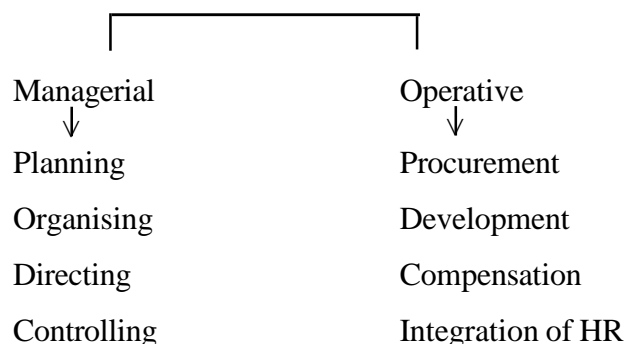 Managerial Operative
Planning Procurement
Organising Development
Directing Compensation
Controlling Integration of HR